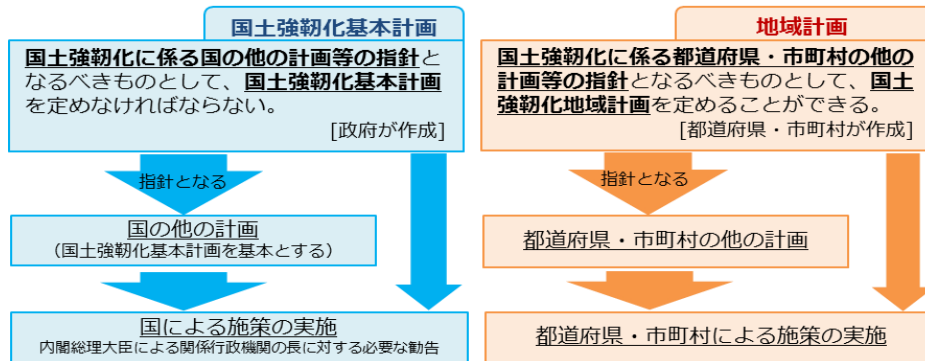 国土強靭化基本計画
国土強靭化に係る国の他の計画等の指針と
なるべきものとして、国土強靭化基本計画
を定めなければならない。
[政府が作成]
指針となる
国の他の計画
（国土強靭化基本計画を基本とする）
国による施策の実施
内閣総理大臣による関係行政機関の長に対する必要な勧告
地域計画
国土強靭化に係る都道府県・市町村の他の
計画等の指針となるべきものとして、国土
強靭化地域計画を定めることができる。
[都道府県・市町村が作成]
指針となる
都道府県・市町村の他の計画
都道府県・市町村による施策の実施